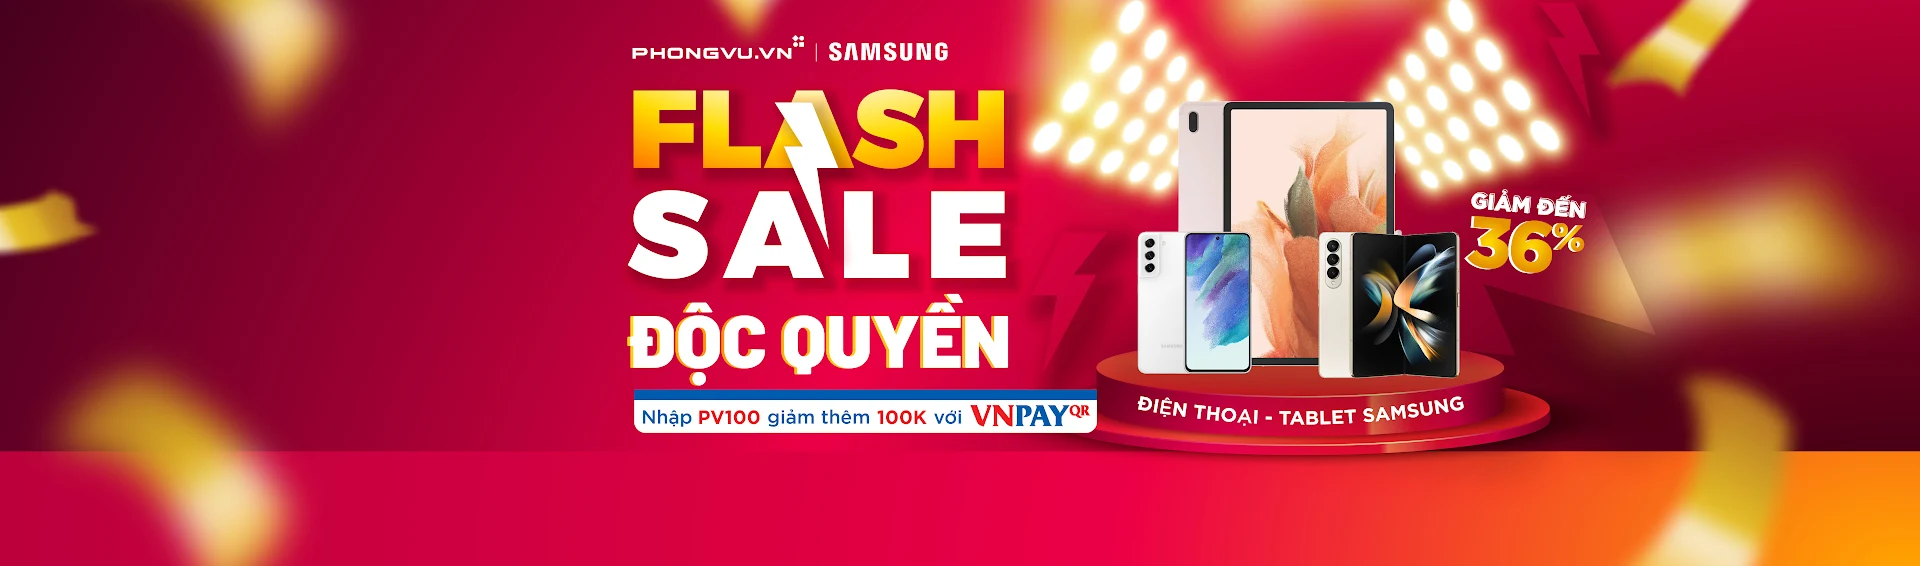 PHONGVU.VN | SAMSUNG
FLASH
SALE
ĐỘC QUYỀN
Nhập PV100 giảm thêm 100K với VNPAYQR
GIẢM ĐẾN
36%
SAMSUNG
ĐIỆN THOẠI - TABLET SAMSUNG